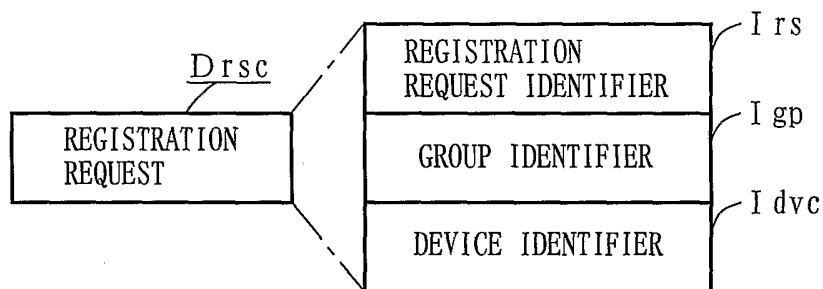 Drsc
REGISTRATION
REQUEST
REGISTRATION
REQUEST IDENTIFIER
Irs
GROUP IDENTIFIER
Igp
DEVICE IDENTIFIER
Idvc